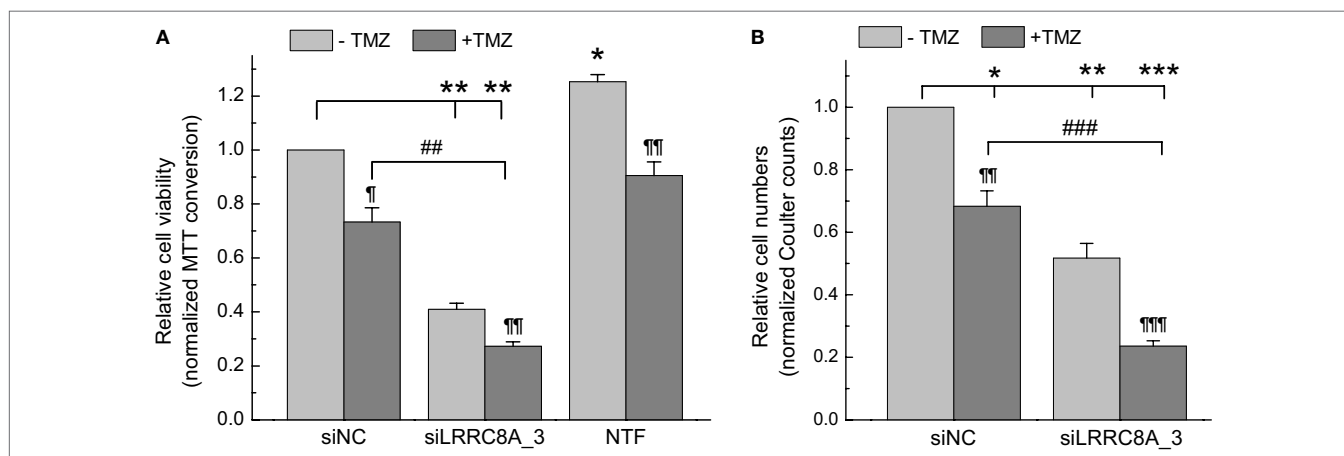 A
- TMZ +TMZ
Relative cell viability
(normalized MTT conversion)
1.2
1.0
0.8
0.6
0.4
0.2
0.0
** **
*
##
¶
¶¶
¶¶
siNC siLRRC8A_3 NTF
B
- TMZ +TMZ
Relative cell numbers
(normalized Coulter counts)
1.0
0.8
0.6
0.4
0.2
0.0
* ** ***
###
¶¶
¶¶¶
siNC siLRRC8A_3